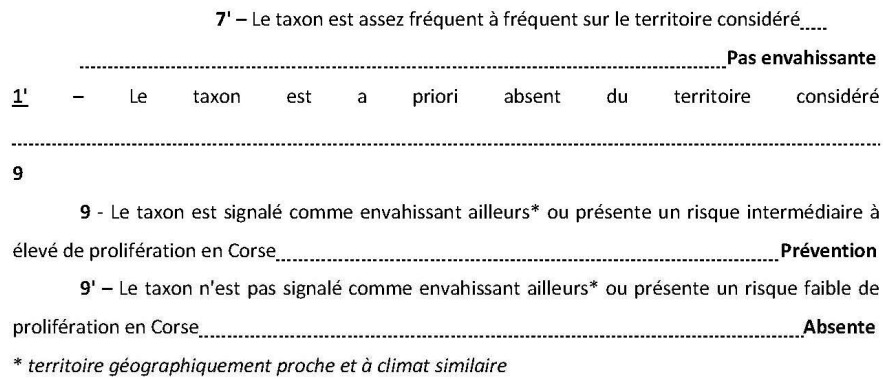 7' – Le taxon est assez fréquent à fréquent sur le territoire considéré
Pas envahissante
1' – Le taxon est a priori absent du territoire considéré
9
9 - Le taxon est signalé comme envahissant ailleurs* ou présente un risque intermédiaire à
élevé de prolifération en Corse Prévention
9' – Le taxon n'est pas signalé comme envahissant ailleurs* ou présente un risque faible de
prolifération en Corse Absente
* territoire géographiquement proche et à climat similaire